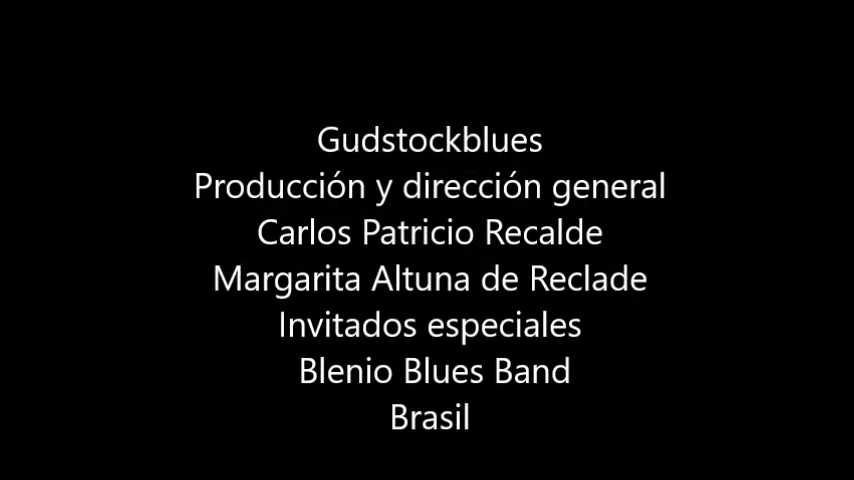 Gudstockblues
Producción y dirección general
Carlos Patricio Recalde
Margarita Altuna de Reclade
Invitados especiales
Blenio Blues Band
Brasil